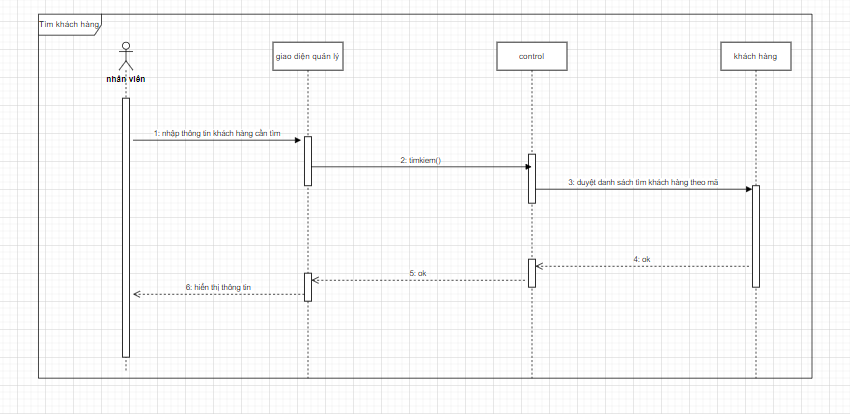 Tìm khách hàng
nhân viên
giao diện quản lý
control
khách hàng
1: nhập thông tin khách hàng cần tìm
2: timkiem()
3: duyệt danh sách tìm khách hàng theo mã
4: ok
5: ok
6: hiển thị thông tin